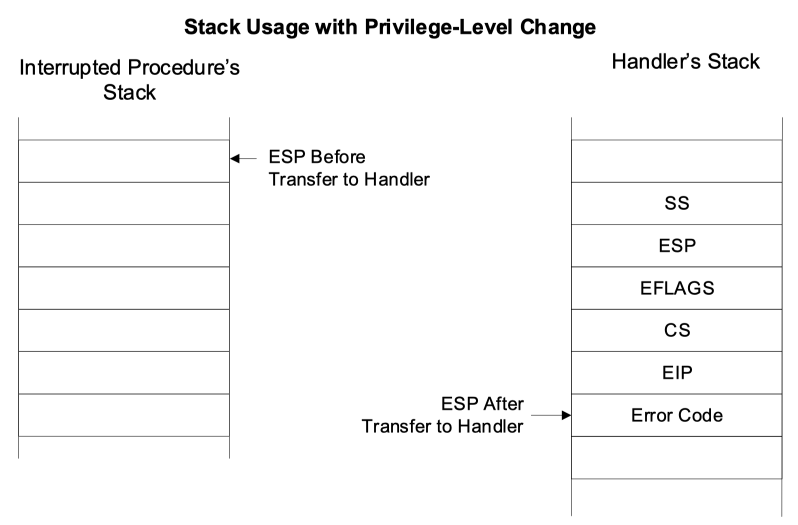 Stack Usage with Privilege-Level Change
Interrupted Procedure's
Stack
Handler's Stack
ESP Before
Transfer to Handler
SS
ESP
EFLAGS
CS
EIP
ESP After
Transfer to Handler
Error Code